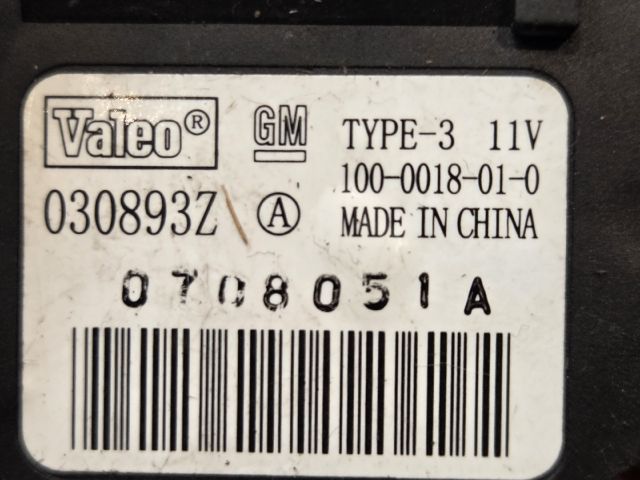 Valeo® GM TYPE-3 11V
100-0018-01-0
030893Z A MADE IN CHINA
0708051A